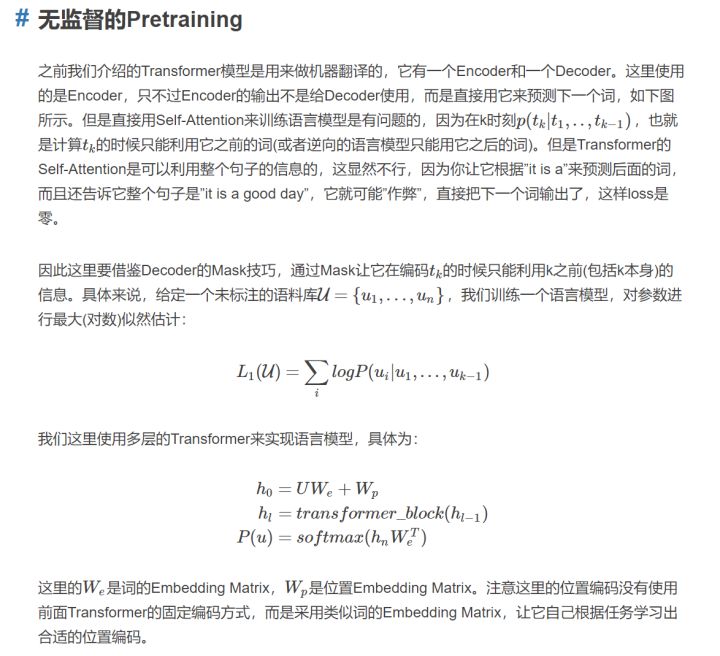 # 无监督的Pretraining
之前我们介绍的Transformer模型是用来做机器翻译的，它有一个Encoder和一个Decoder。这里使用
的是Encoder，只不过Encoder的输出不是给Decoder使用，而是直接用它来预测下一个词，如下图
所示。但是直接用Self-Attention来训练语言模型是有问题的，因为在k时刻p(t_k|t_1,..,t_{k−1})，也就
是计算t_k的时候只能利用它之前的词(或者逆向的语言模型只能用它之后的词)。但是Transformer的
Self-Attention是可以利用整个句子的信息的，这显然不行，因为你让它根据”it is a”来预测后面的词，
而且还告诉它整个句子是”it is a good day”，它就可能”作弊”，直接把下一个词输出了，这样loss是
零。
因此这里要借鉴Decoder的Mask技巧，通过Mask让它在编码t_k的时候只能利用k之前(包括k本身)的
信息。具体来说，给定一个未标注的语料库𝒰 = {u_1,...,u_n}，我们训练一个语言模型，对参数进
行最大(对数)似然估计：
L_1(𝒰) = ∑_i logP(u_i|u_1,...,u_{k−1})
我们这里使用多层的Transformer来实现语言模型，具体为：
h_0 = UW_e + W_p
h_l = transformer_block(h_{l−1})
P(u) = softmax(h_nW_e^T)
这里的W_e是词的Embedding Matrix，W_p是位置Embedding Matrix。注意这里的位置编码没有使用
前面Transformer的固定编码方式，而是采用类似词的Embedding Matrix，让它自己根据任务学习出
合适的位置编码。